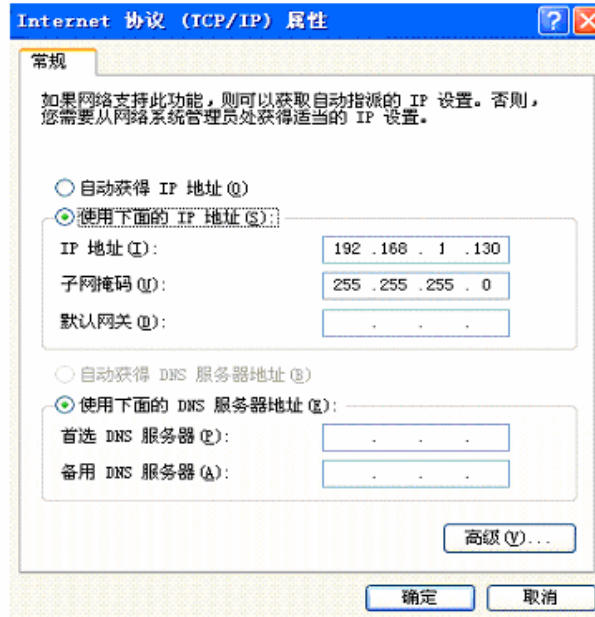 Internet 协议 (TCP/IP) 属性
常规
如果网络支持此功能，则可以获取自动指派的 IP 设置。否则，
您需要从网络系统管理员处获得适当的 IP 设置。
自动获得 IP 地址(O)
使用下面的 IP 地址(S):
IP 地址(I): 192 .168 . 1 .130
子网掩码(U): 255 .255 .255 . 0
默认网关(D): . . .
自动获得 DNS 服务器地址(B)
使用下面的 DNS 服务器地址(E):
首选 DNS 服务器(P): . . .
备用 DNS 服务器(A): . . .
高级(V)...
确定 取消